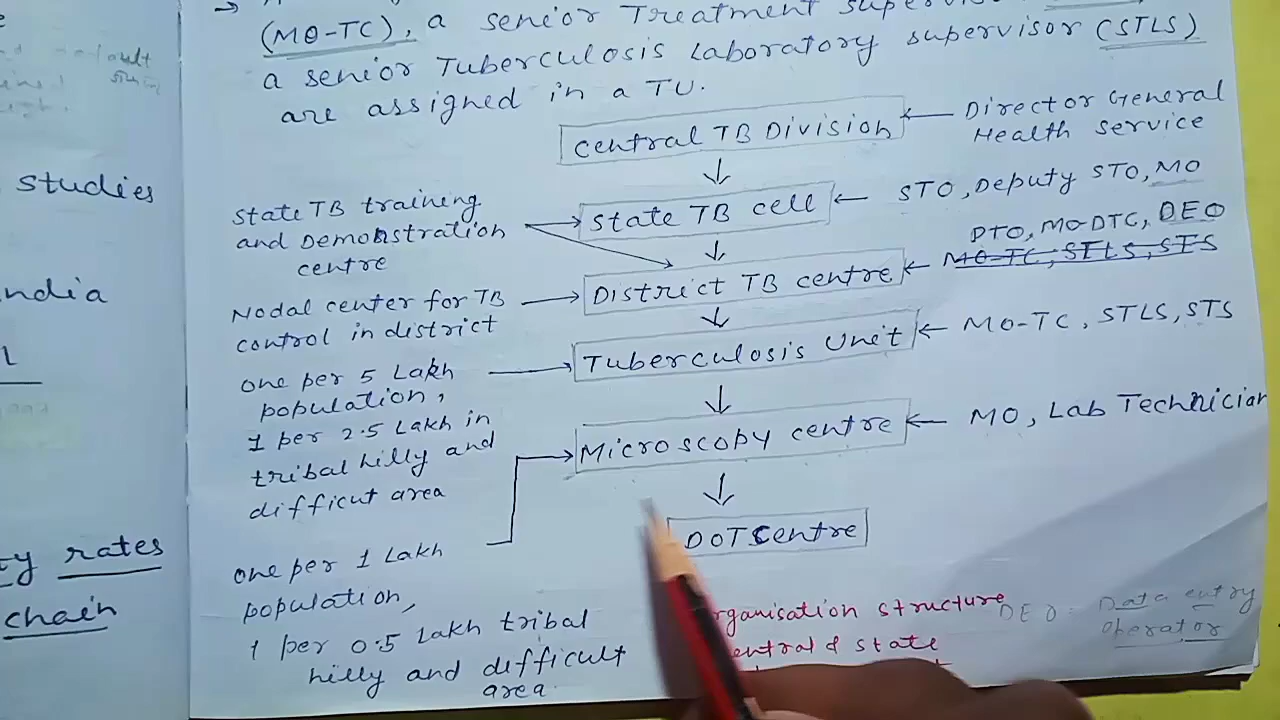 (MO-TC), a senior Treatment
a senior Tuberculosis Laboratory supervisor (STLS)
are assigned in a TU.
central TB Division
Director General
Health service
State TB cell
STO, Deputy STO, MO
State TB training
and Demonstration
centre
DTO, MO-DTC, DEO
MO-TC, STLS, STS
District TB centre
Nodal center for TB
control in district
Tuberculosis Unit
MO-TC, STLS, STS
one per 5 Lakh
population,
1 per 2.5 Lakh in
tribal hilly and
difficut area
Microscopy centre
MO, Lab Technician
DOTS centre
one per 1 Lakh
population,
1 per 0.5 Lakh tribal
hilly and difficult
area.
rganisation structure
entral & state
DEO - Data entry
operator
studies
ndia
rates
chain